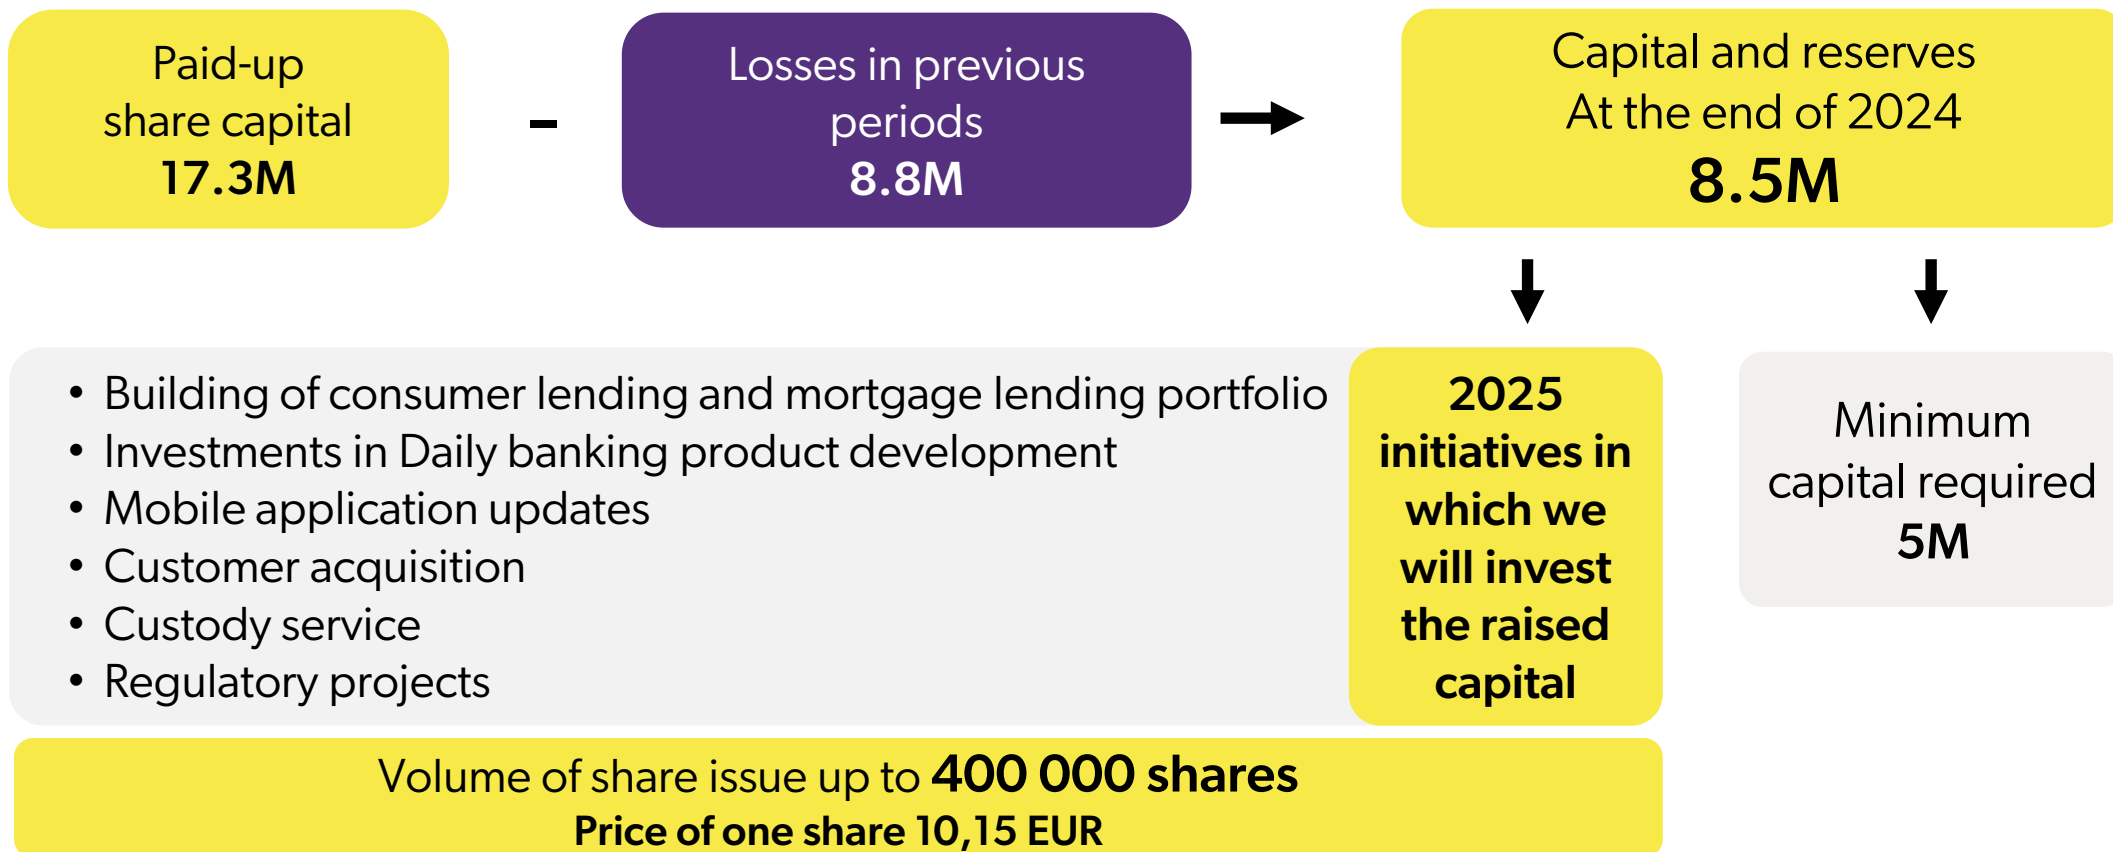 Paid-up
share capital
17.3M
-
Losses in previous
periods
8.8M
Capital and reserves
At the end of 2024
8.5M
• Building of consumer lending and mortgage lending portfolio
• Investments in Daily banking product development
• Mobile application updates
• Customer acquisition
• Custody service
• Regulatory projects
2025
initiatives in
which we
will invest
the raised
capital
Minimum
capital required
5M
Volume of share issue up to 400 000 shares
Price of one share 10,15 EUR